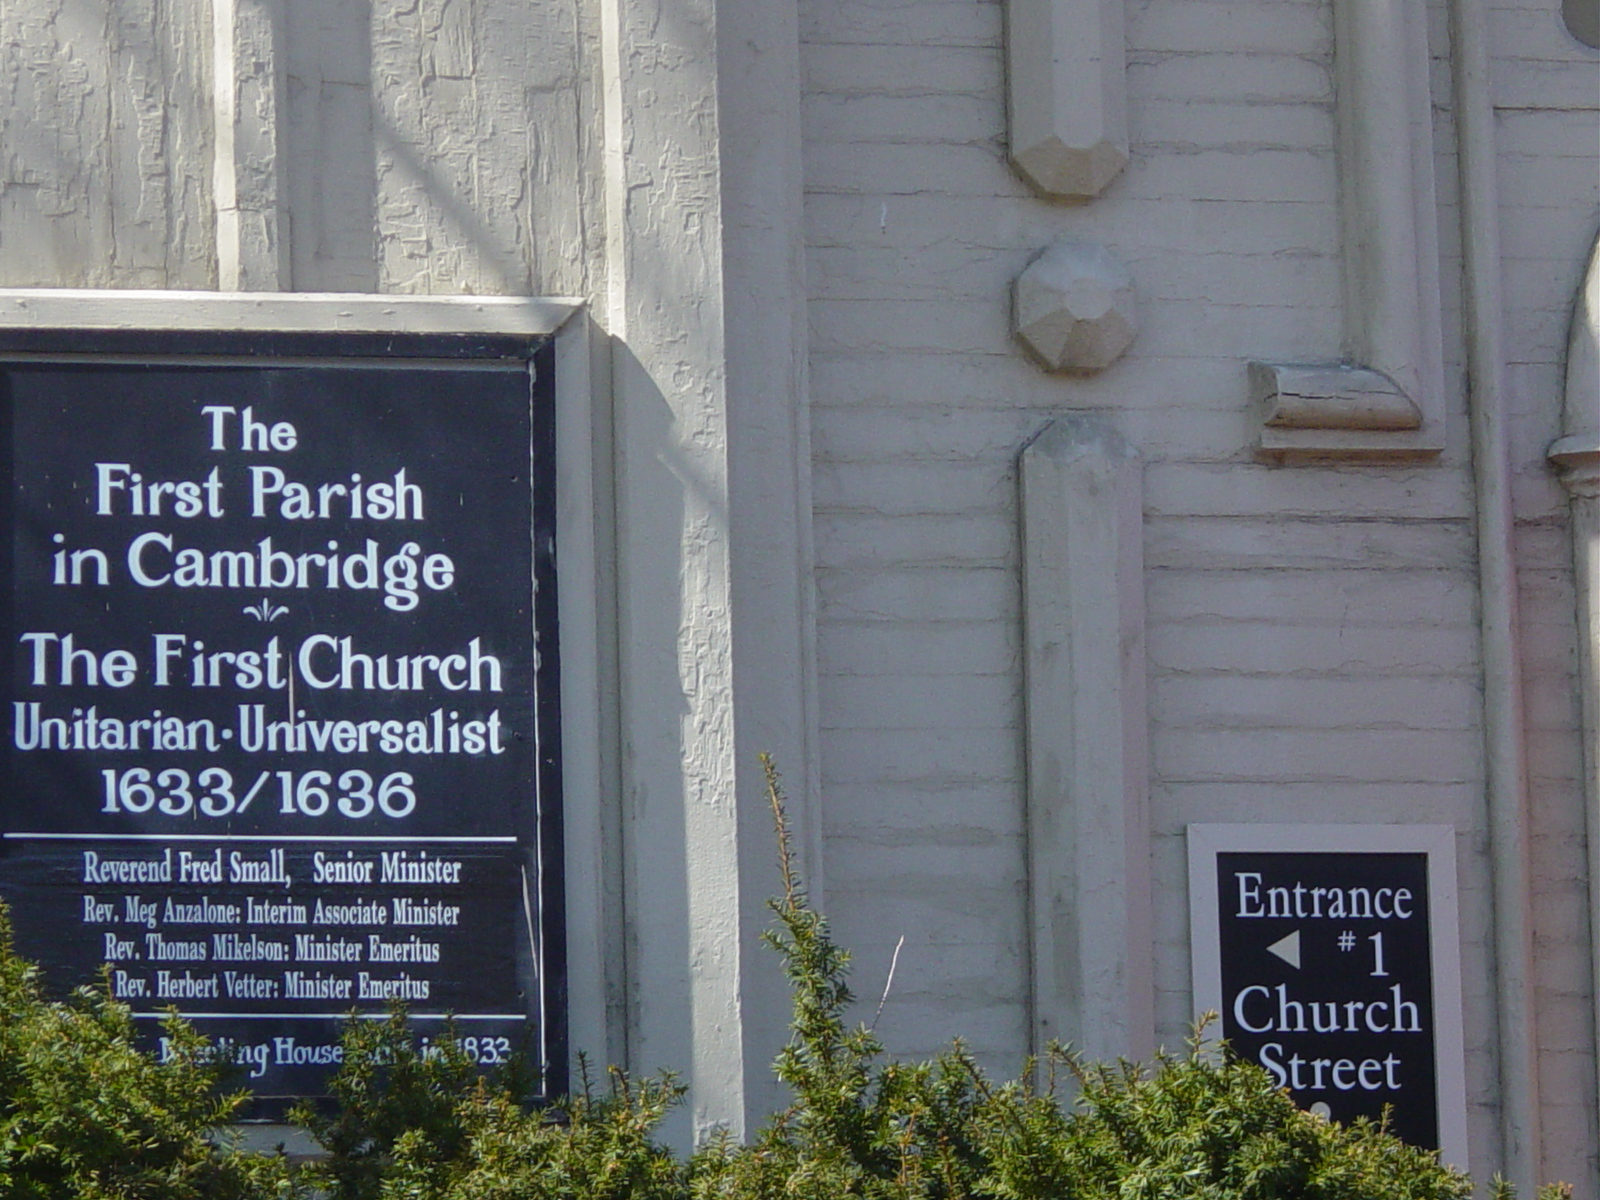 The
First Parish
in Cambridge
The First Church
Unitarian·Universalist
1633/1636
Reverend Fred Small, Senior Minister
Rev. Meg Anzalone: Interim Associate Minister
Rev. Thomas Mikelson: Minister Emeritus
Rev. Herbert Vetter: Minister Emeritus
House in 1833
Entrance
#1
Church
Street